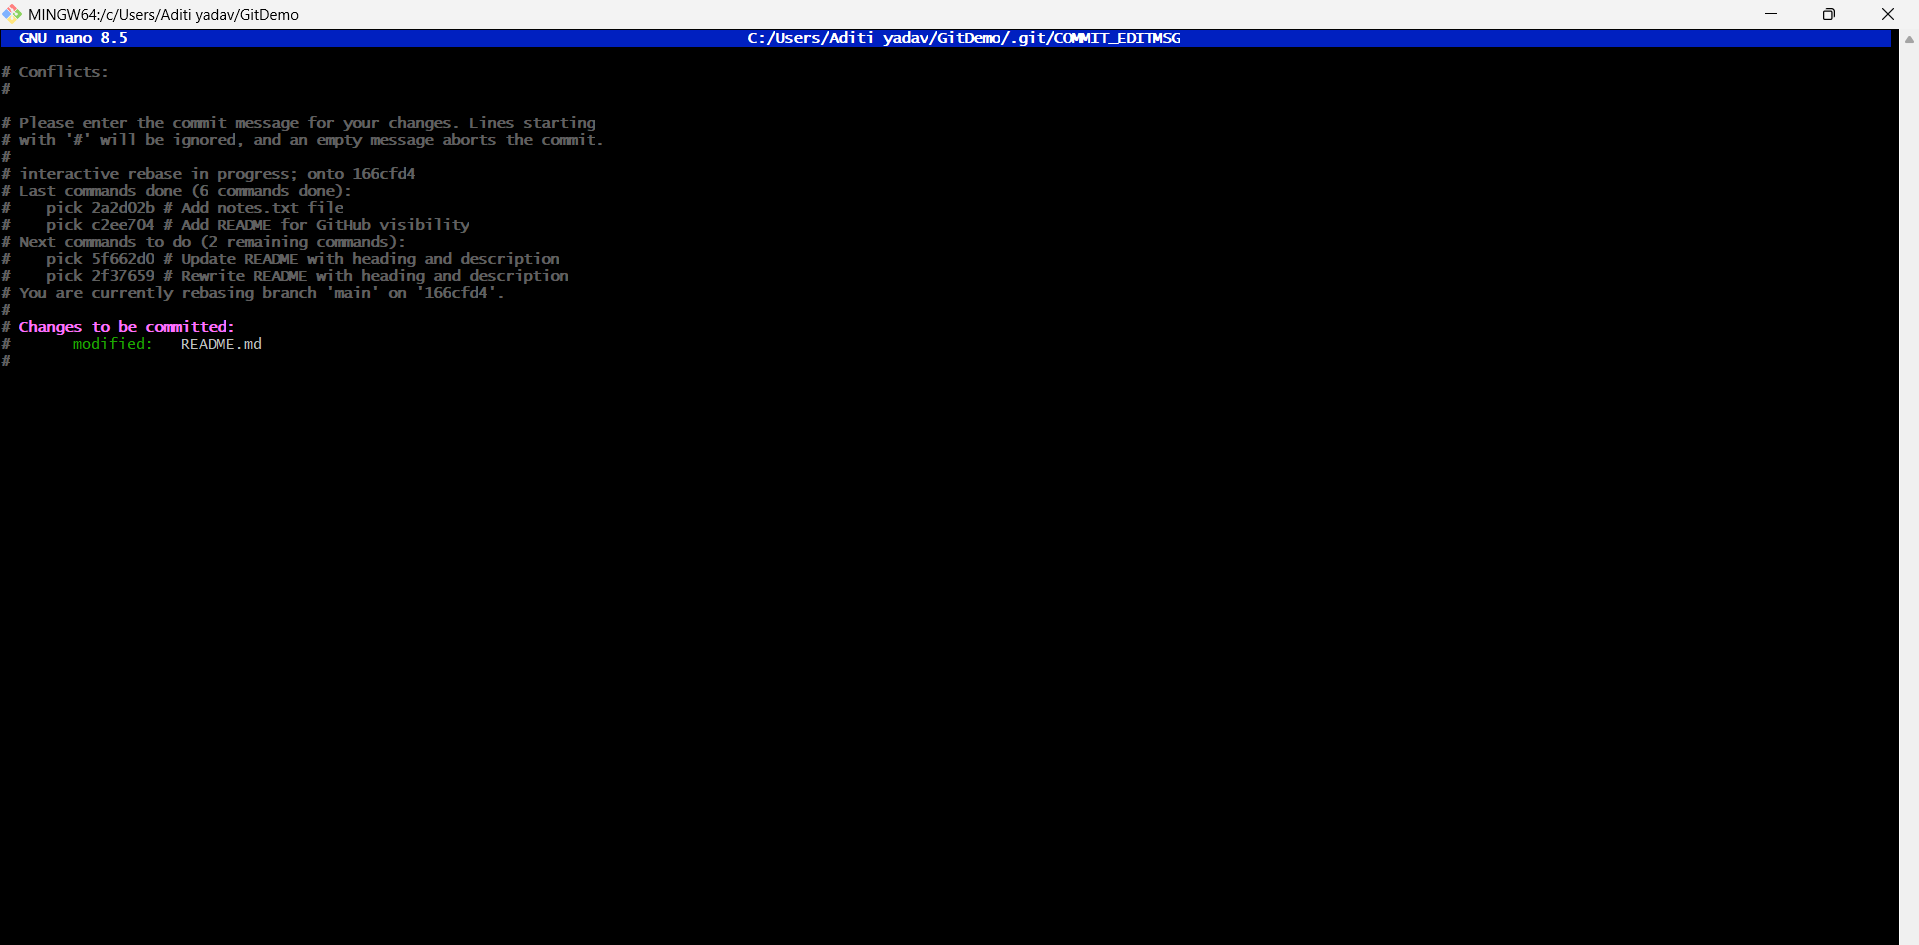 MINGW64:/c/Users/Aditi yadav/GitDemo
GNU nano 8.5 C:/Users/Aditi yadav/GitDemo/.git/COMMIT_EDITMSG
# Conflicts:
#
# Please enter the commit message for your changes. Lines starting
# with '#' will be ignored, and an empty message aborts the commit.
#
# interactive rebase in progress; onto 166cfd4
# Last commands done (6 commands done):
#    pick 2a2d02b # Add notes.txt file
#    pick c2ee704 # Add README for GitHub visibility
# Next commands to do (2 remaining commands):
#    pick 5f662d0 # Update README with heading and description
#    pick 2f37659 # Rewrite README with heading and description
# You are currently rebasing branch 'main' on '166cfd4'.
#
# Changes to be committed:
#       modified:   README.md
#